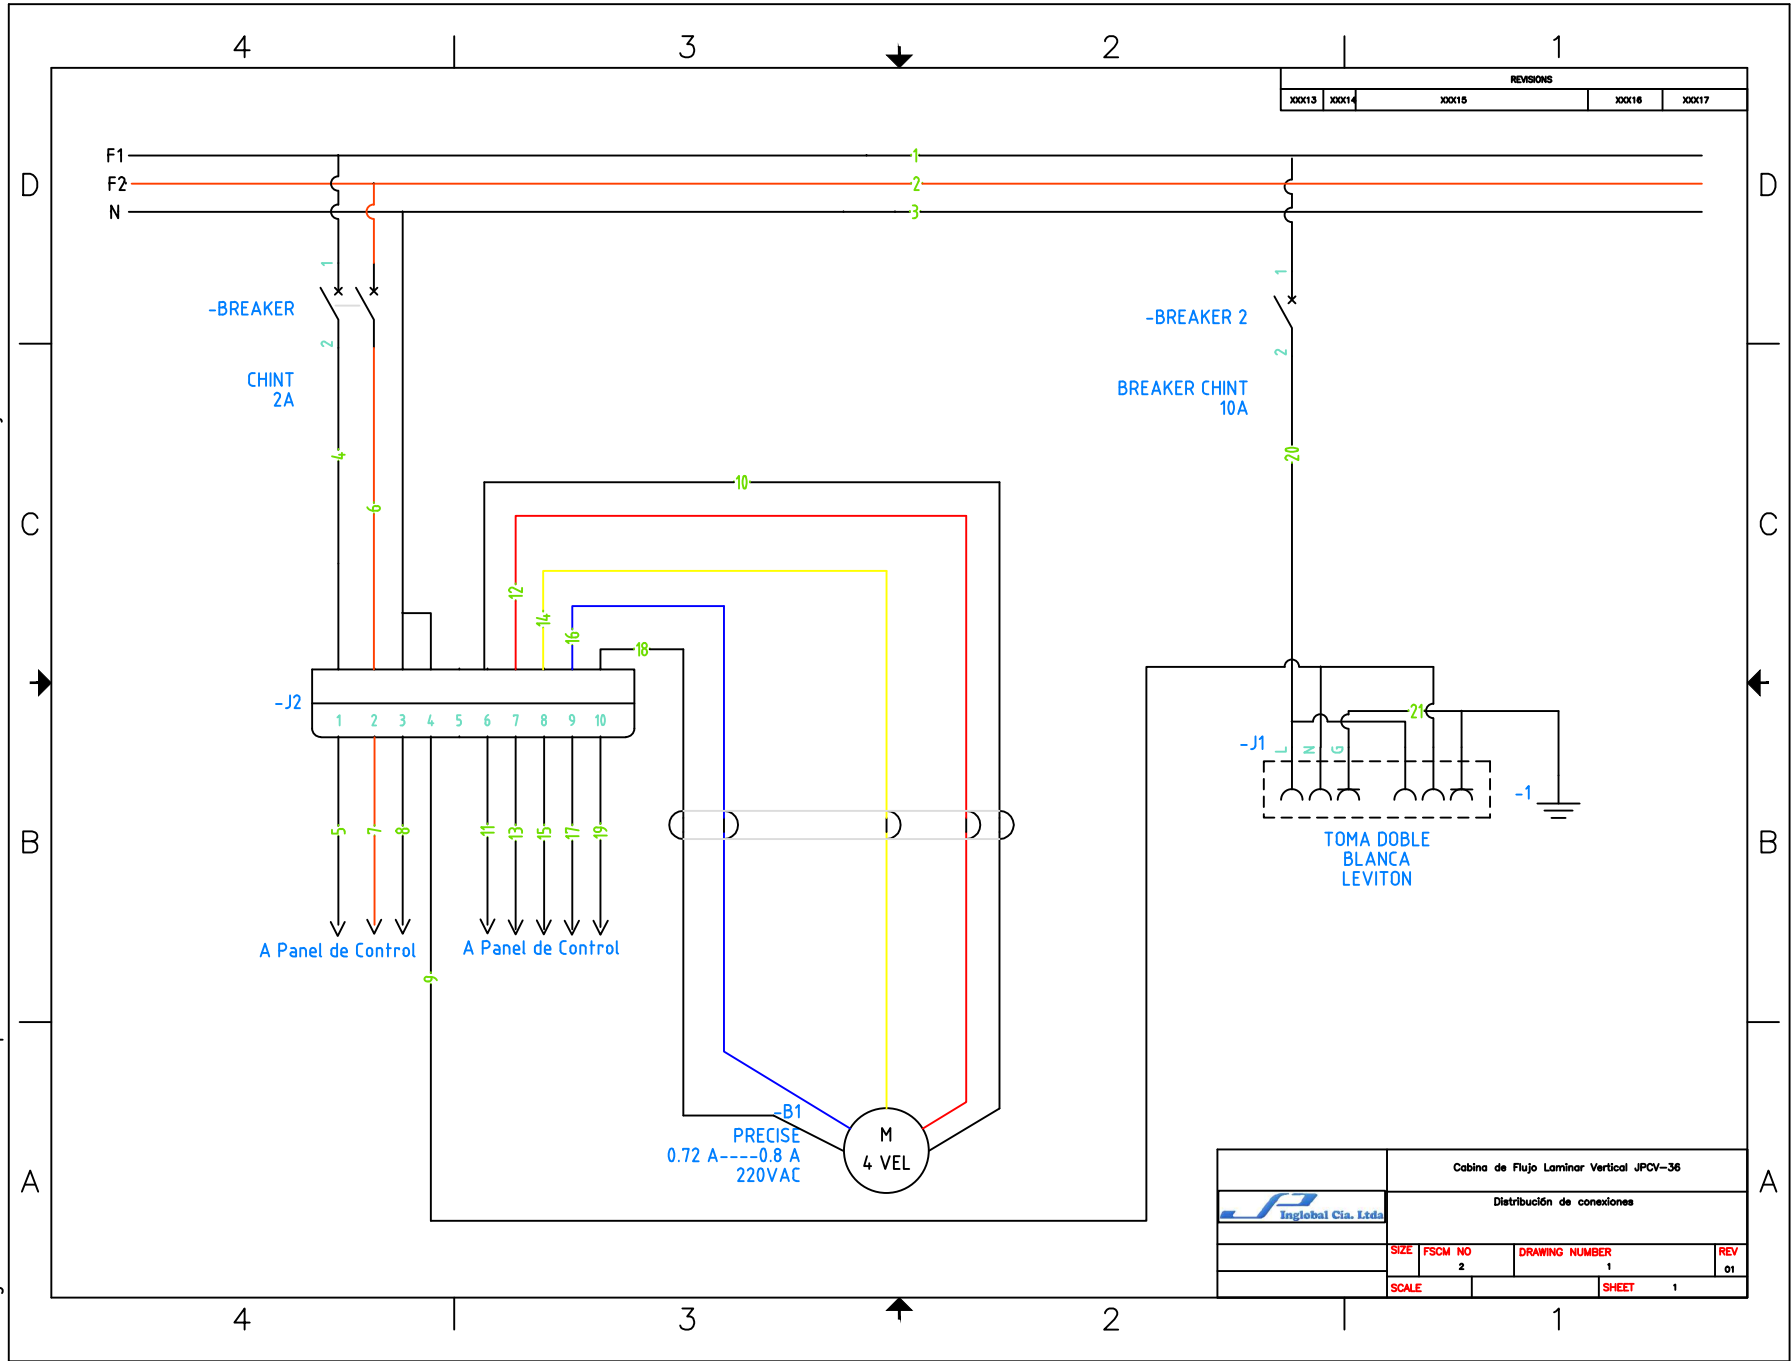 4 3 2 1
REVISIONS
XXX13 XXX14 XXX15 XXX16 XXX17
D D
F1 1
F2 2
N 3
1
-BREAKER
2
CHINT
2A
1
-BREAKER 2
2
BREAKER CHINT
10A
4
6
10
20
C C
12
14
16
18
-J2
1 2 3 4 5 6 7 8 9 10
21
-J1
L N G
-1
TOMA DOBLE
BLANCA
LEVITON
B B
5 7 8 11 13 15 17 19
A Panel de Control
A Panel de Control
9
-B1
PRECISE
0.72 A----0.8 A
220VAC
M
4 VEL
A A
Cabina de Flujo Laminar Vertical JPCV-36
Distribución de conexiones
Inglobal Cía. Ltda
SIZE FSCM NO DRAWING NUMBER REV
2 1 01
SCALE SHEET 1
4 3 2 1